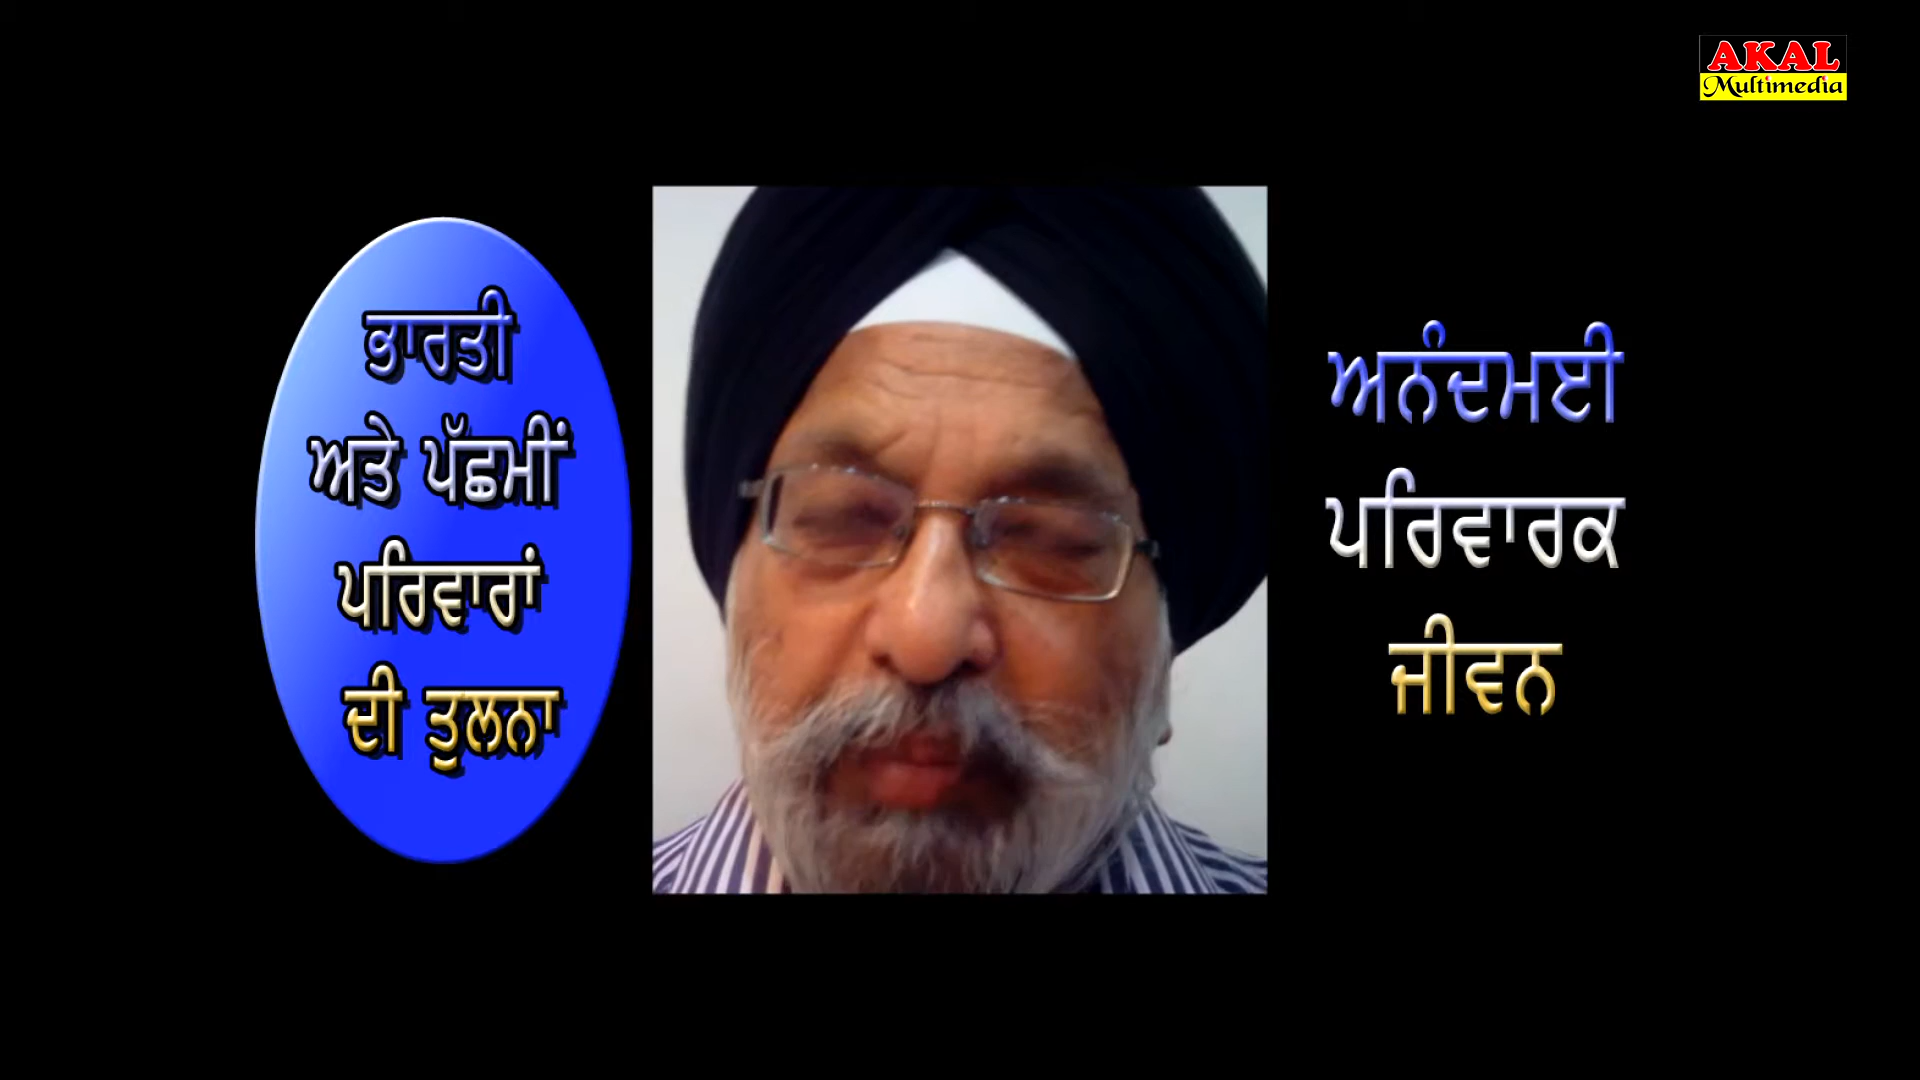 AKAL
Multimedia
ਭਾਰਤੀ
ਅਤੇ ਪੱਛਮੀਂ
ਪਰਿਵਾਰਾਂ
ਦੀ ਤੁਲਨਾ
ਅਨੰਦਮਈ
ਪਰਿਵਾਰਕ
ਜੀਵਨ